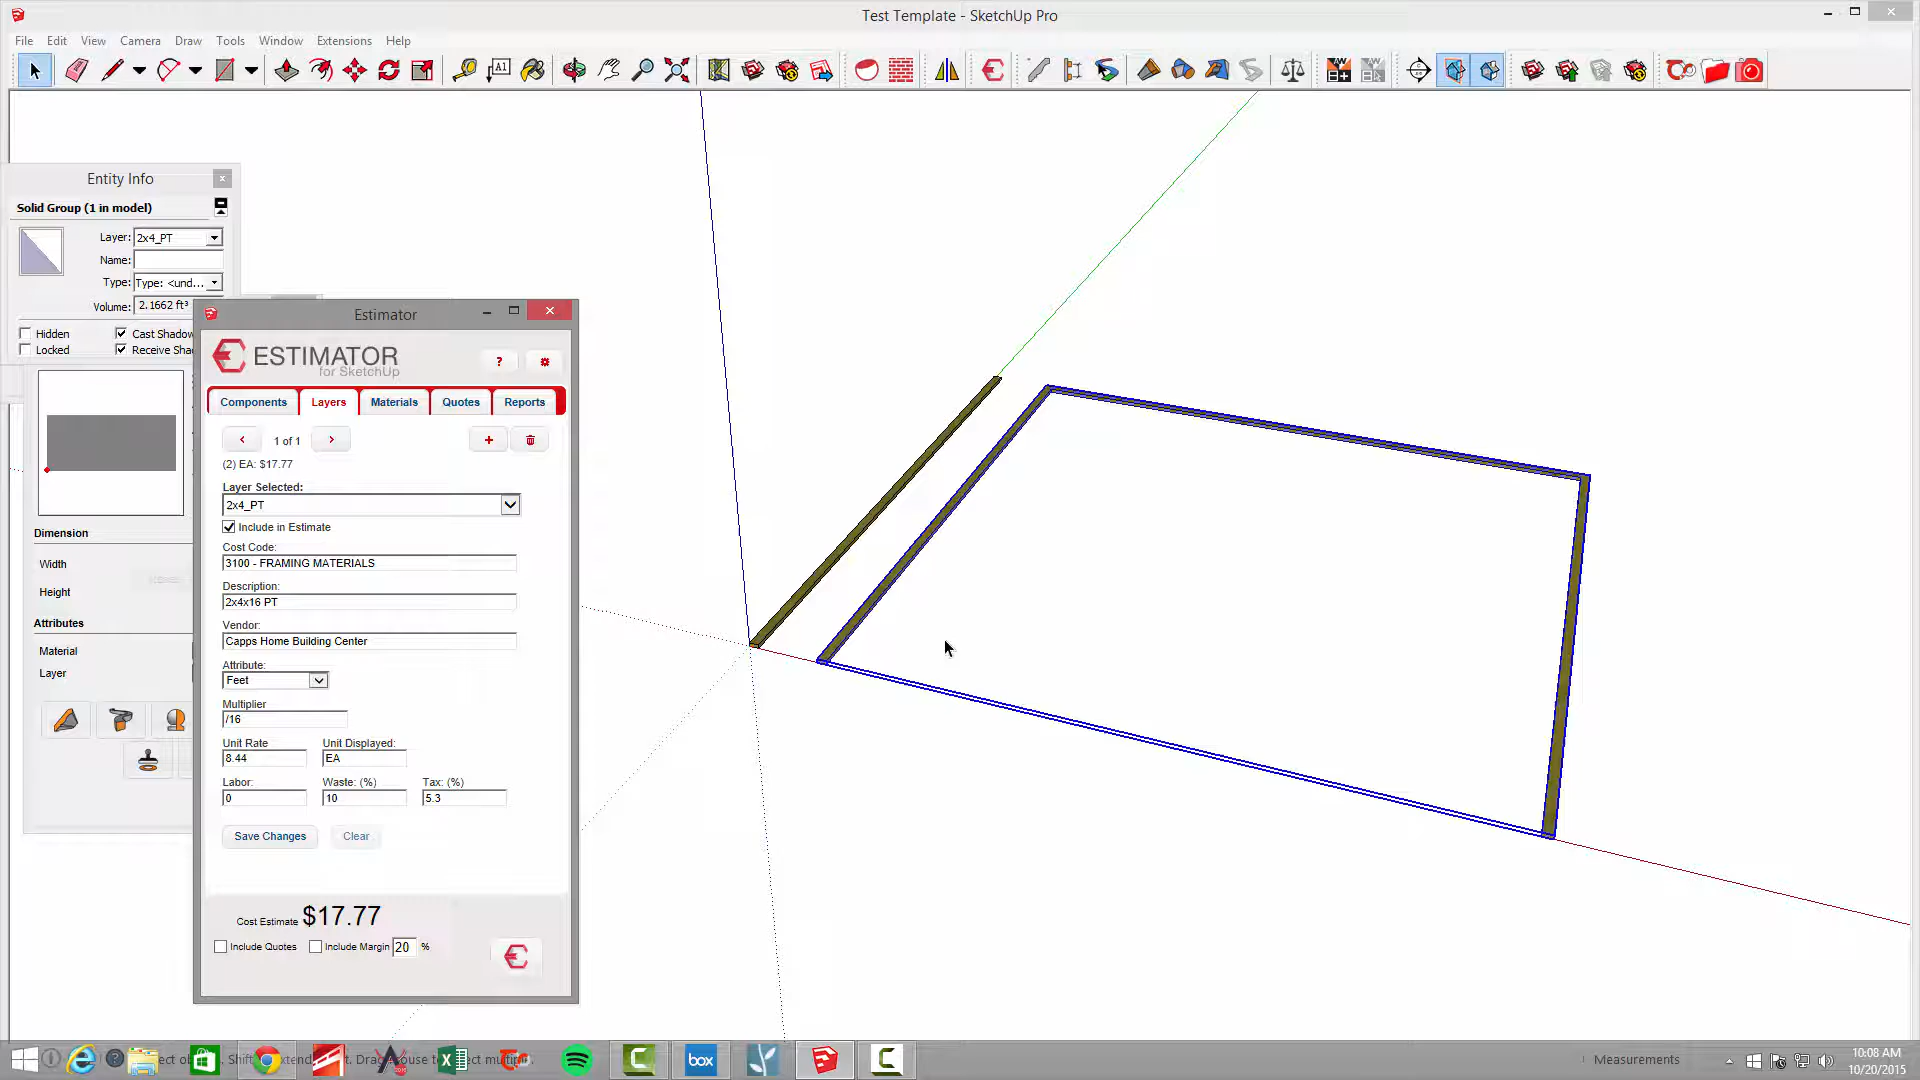 Test Template - SketchUp Pro
File Edit View Camera Draw Tools Window Extensions Help
A1
Entity Info
Solid Group (1 in model)
Layer: 2x4_PT
Name:
Type: Type: <und...
Volume: 2.1662 ft³
Hidden Cast Shadow
Locked Receive Sha
Dimension
Width
Height
Attributes
Material
Layer
Estimator
ESTIMATOR
for SketchUp
?
Components Layers Materials Quotes Reports
1 of 1
(2) EA: $17.77
Layer Selected:
2x4_PT
Include in Estimate
Cost Code:
3100 - FRAMING MATERIALS
Description:
2x4x16 PT
Vendor:
Capps Home Building Center
Attribute:
Feet
Multiplier
/16
Unit Rate Unit Displayed:
8.44 EA
Labor: Waste: (%) Tax: (%)
0 10 5.3
Save Changes Clear
Cost Estimate $17.77
Include Quotes Include Margin 20 %
box
Measurements
10:08 AM
10/20/2015